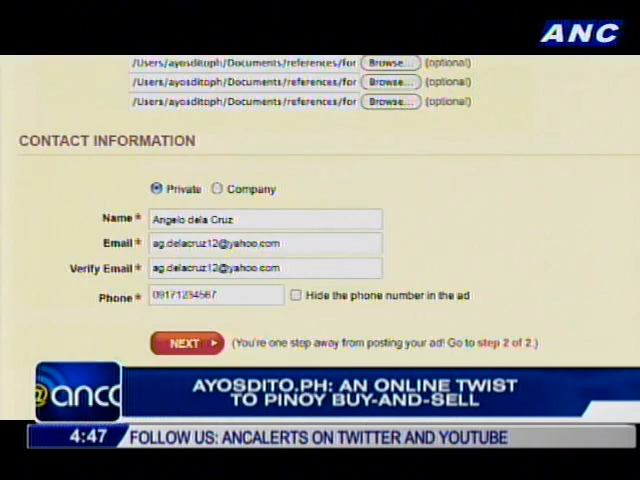 ANC
/Users/ayosditoph/Documents/references/for Browse... (optional)
/Users/ayosditoph/Documents/references/for Browse... (optional)
/Users/ayosditoph/Documents/references/for Browse... (optional)
CONTACT INFORMATION
Private Company
Name * Angelo dela Cruz
Email * ag.delacruz12@yahoo.com
Verify Email * ag.delacruz12@yahoo.com
Phone * 09171234567 Hide the phone number in the ad
NEXT (You're one step away from posting your ad! Go to step 2 of 2.)
@ancc
AYOSDITO.PH: AN ONLINE TWIST
TO PINOY BUY-AND-SELL
4:47 FOLLOW US: ANCALERTS ON TWITTER AND YOUTUBE